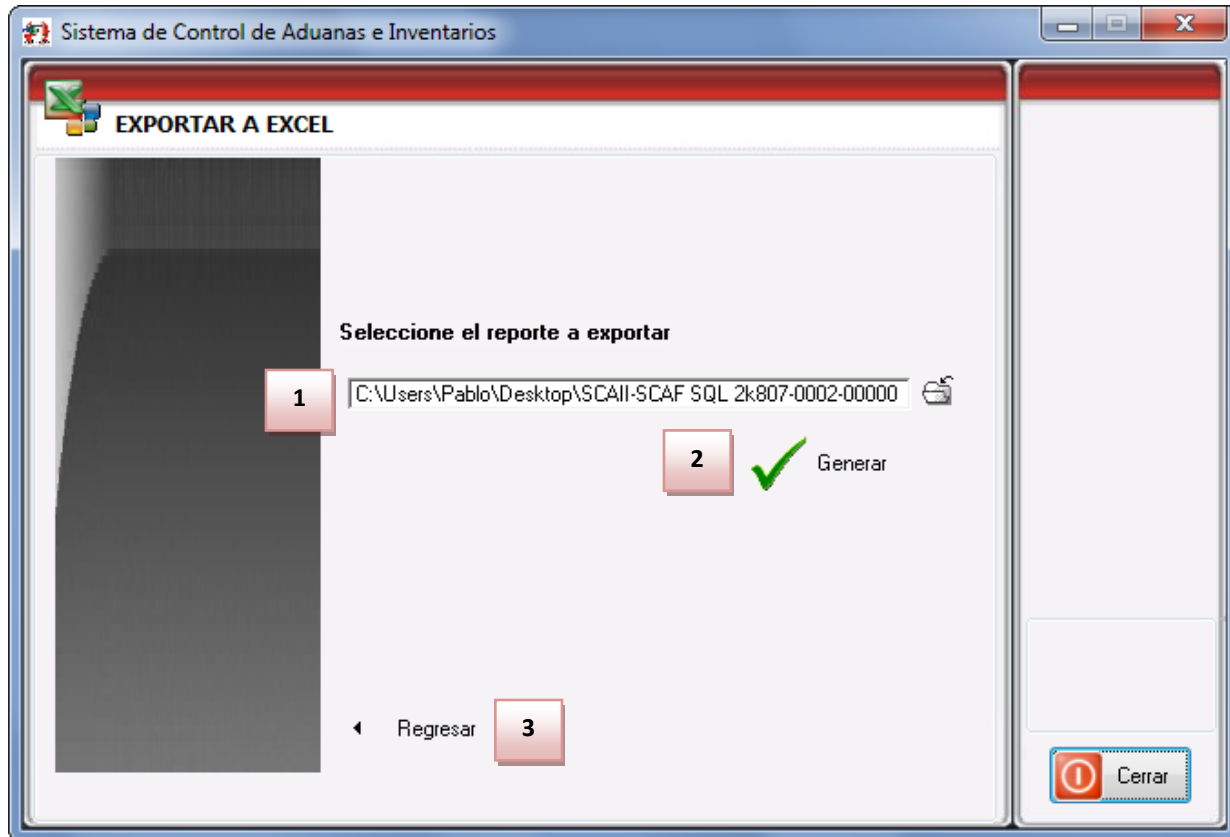 Sistema de Control de Aduanas e Inventarios
EXPORTAR A EXCEL
Seleccione el reporte a exportar
1
C:\Users\Pablo\Desktop\SCAII-SCAF SQL 2k807-0002-00000
2
Generar
Regresar
3
Cerrar